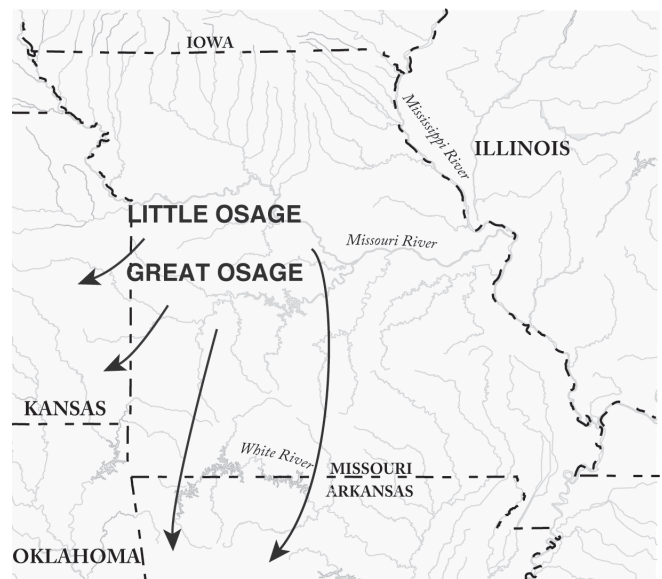 IOWA
Mississippi River
ILLINOIS
LITTLE OSAGE
Missouri River
GREAT OSAGE
KANSAS
White River
MISSOURI
ARKANSAS
OKLAHOMA